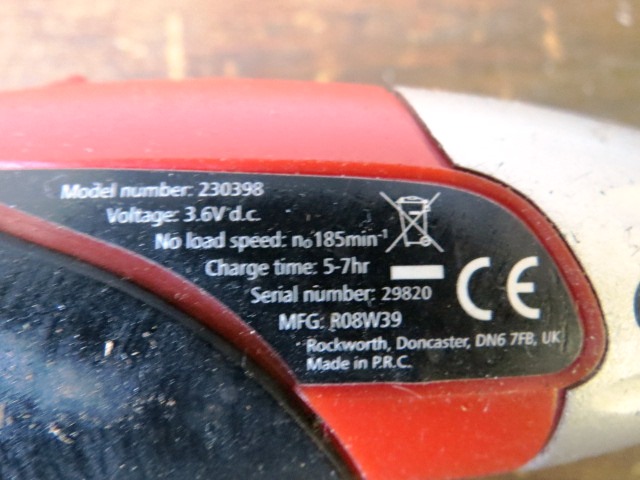 Model number: 230398
Voltage: 3.6V d.c.
No load speed: n₀185min⁻¹
Charge time: 5-7hr
Serial number: 29820
MFG: R08W39
Rockworth, Doncaster, DN6 7FB, UK
Made in P.R.C.
CE